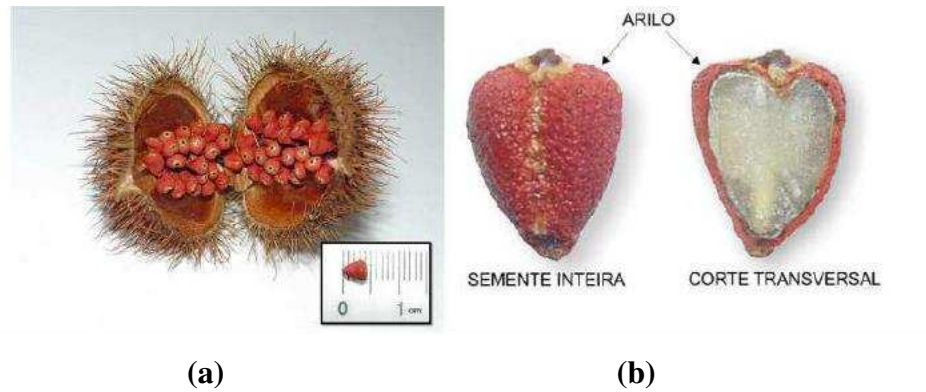 ARILO
0 1 cm
SEMENTE INTEIRA
CORTE TRANSVERSAL
(a)
(b)